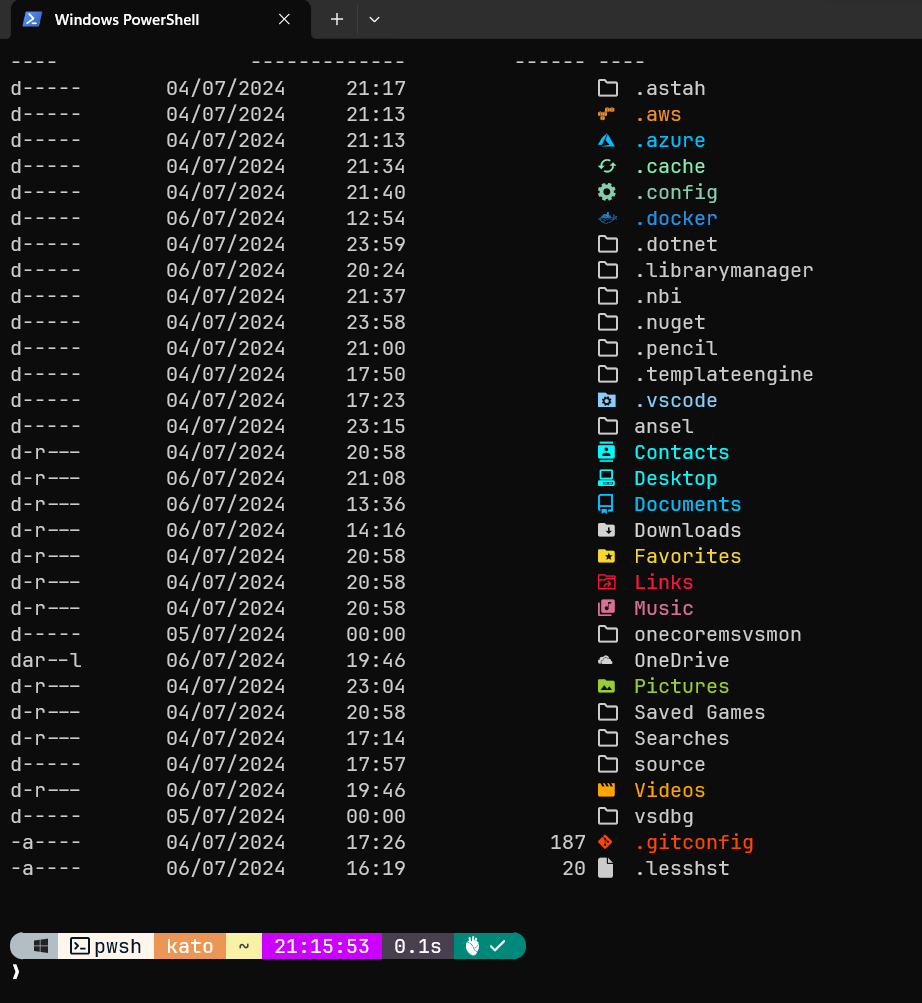 Windows PowerShell
---- ------------- ------ ----
d----- 04/07/2024 21:17 .astah
d----- 04/07/2024 21:13 .aws
d----- 04/07/2024 21:13 .azure
d----- 04/07/2024 21:34 .cache
d----- 04/07/2024 21:40 .config
d----- 06/07/2024 12:54 .docker
d----- 04/07/2024 23:59 .dotnet
d----- 06/07/2024 20:24 .librarymanager
d----- 04/07/2024 21:37 .nbi
d----- 04/07/2024 23:58 .nuget
d----- 04/07/2024 21:00 .pencil
d----- 04/07/2024 17:50 .templateengine
d----- 04/07/2024 17:23 .vscode
d----- 04/07/2024 23:15 ansel
d-r--- 04/07/2024 20:58 Contacts
d-r--- 06/07/2024 21:08 Desktop
d-r--- 06/07/2024 13:36 Documents
d-r--- 06/07/2024 14:16 Downloads
d-r--- 04/07/2024 20:58 Favorites
d-r--- 04/07/2024 20:58 Links
d-r--- 04/07/2024 20:58 Music
d----- 05/07/2024 00:00 onecoremsvsmon
dar--l 06/07/2024 19:46 OneDrive
d-r--- 04/07/2024 23:04 Pictures
d-r--- 04/07/2024 20:58 Saved Games
d-r--- 04/07/2024 17:14 Searches
d----- 04/07/2024 17:57 source
d-r--- 06/07/2024 19:46 Videos
d----- 05/07/2024 00:00 vsdbg
-a---- 04/07/2024 17:26 187 .gitconfig
-a---- 06/07/2024 16:19 20 .lesshst
pwsh kato ~ 21:15:53 0.1s
❯